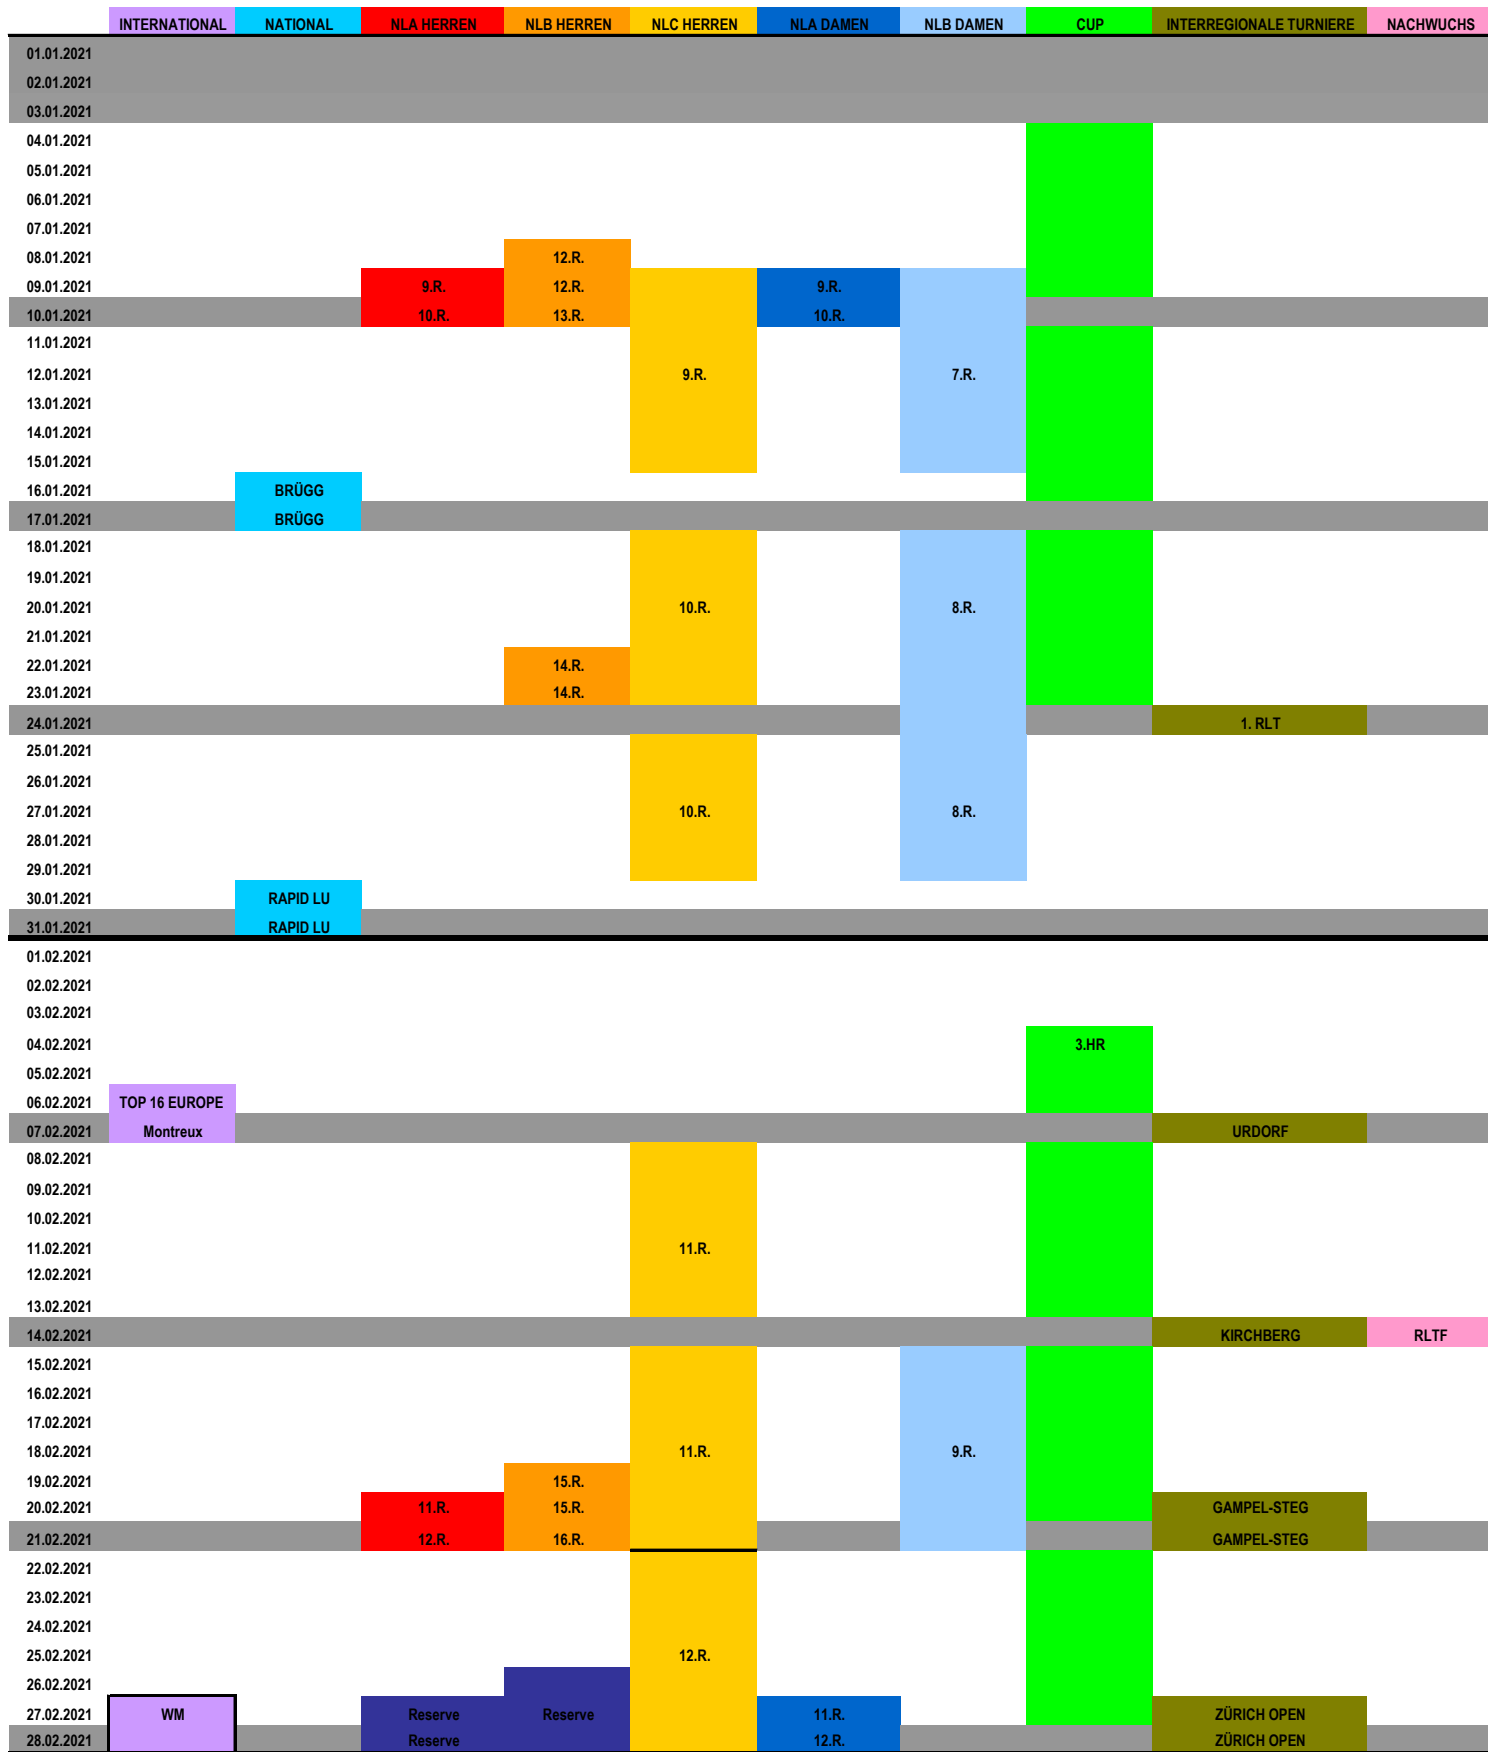 INTERNATIONAL NATIONAL NLA HERREN NLB HERREN NLC HERREN NLA DAMEN NLB DAMEN CUP INTERREGIONALE TURNIERE NACHWUCHS
01.01.2021
02.01.2021
03.01.2021
04.01.2021
05.01.2021
06.01.2021
07.01.2021
08.01.2021 12.R.
09.01.2021 9.R. 12.R. 9.R.
10.01.2021 10.R. 13.R. 10.R.
11.01.2021
12.01.2021 9.R. 7.R.
13.01.2021
14.01.2021
15.01.2021
16.01.2021 BRÜGG
17.01.2021 BRÜGG
18.01.2021
19.01.2021
20.01.2021 10.R. 8.R.
21.01.2021
22.01.2021 14.R.
23.01.2021 14.R.
24.01.2021 1. RLT
25.01.2021
26.01.2021
27.01.2021 10.R. 8.R.
28.01.2021
29.01.2021
30.01.2021 RAPID LU
31.01.2021 RAPID LU
01.02.2021
02.02.2021
03.02.2021
04.02.2021 3.HR
05.02.2021
06.02.2021 TOP 16 EUROPE
07.02.2021 Montreux URDORF
08.02.2021
09.02.2021
10.02.2021
11.02.2021 11.R.
12.02.2021
13.02.2021
14.02.2021 KIRCHBERG RLTF
15.02.2021
16.02.2021
17.02.2021
18.02.2021 11.R. 9.R.
19.02.2021 15.R.
20.02.2021 11.R. 15.R. GAMPEL-STEG
21.02.2021 12.R. 16.R. GAMPEL-STEG
22.02.2021
23.02.2021
24.02.2021
25.02.2021 12.R.
26.02.2021
27.02.2021 WM Reserve Reserve 11.R. ZÜRICH OPEN
28.02.2021 Reserve 12.R. ZÜRICH OPEN